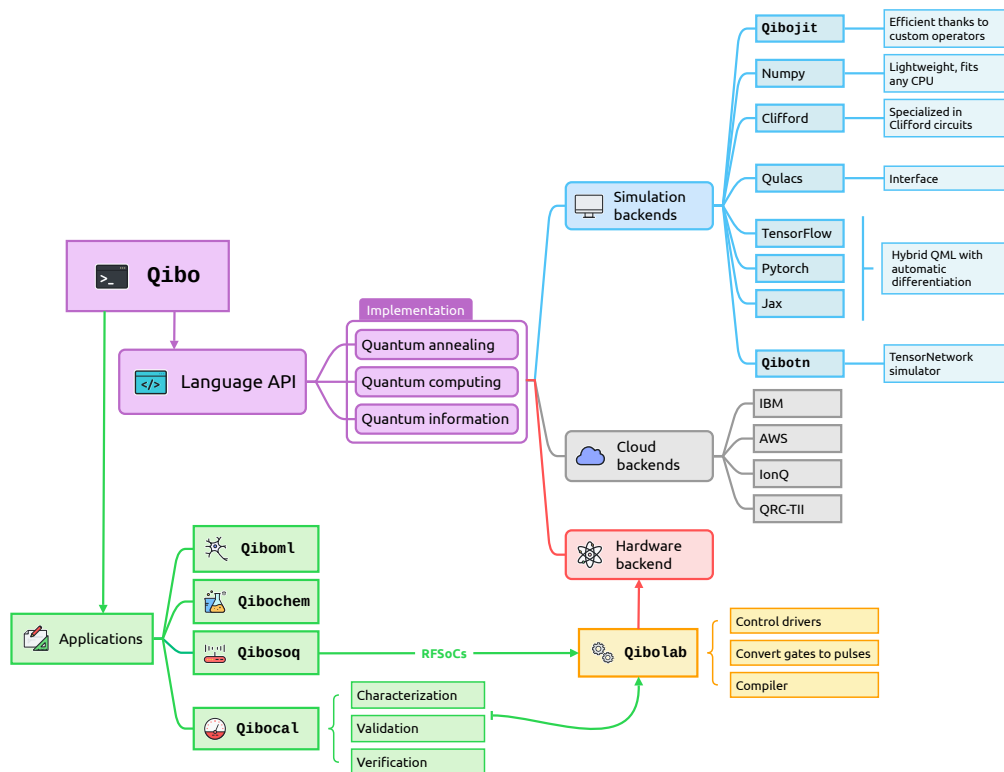 Qibo
Language API
Implementation
Quantum annealing
Quantum computing
Quantum information
Simulation
backends
Qibojit
Efficient thanks to
custom operators
Numpy
Lightweight, fits
any CPU
Clifford
Specialized in
Clifford circuits
Qulacs
Interface
TensorFlow
Pytorch
Jax
Hybrid QML with
automatic
differentiation
Qibotn
TensorNetwork
simulator
Cloud
backends
IBM
AWS
IonQ
QRC-TII
Hardware
backend
Applications
Qiboml
Qibochem
Qibosoq
RFSoCs
Qibolab
Control drivers
Convert gates to pulses
Compiler
Qibocal
Characterization
Validation
Verification